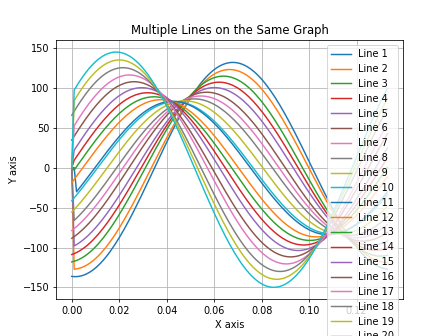 Multiple Lines on the Same Graph
150
100
50
0
−50
−100
−150
Y axis
0.00
0.02
0.04
0.06
0.08
0.10
X axis
Line 1
Line 2
Line 3
Line 4
Line 5
Line 6
Line 7
Line 8
Line 9
Line 10
Line 11
Line 12
Line 13
Line 14
Line 15
Line 16
Line 17
Line 18
Line 19
Line 20